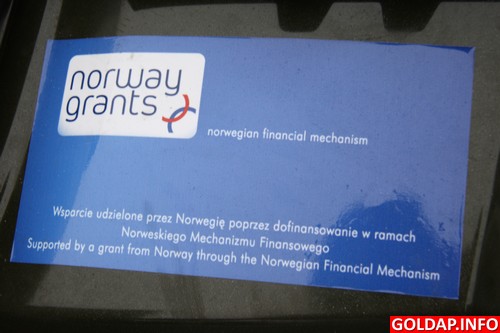 norway
grants
norwegian financial mechanism
Wsparcie udzielone przez Norwegię poprzez dofinansowanie w ramach
Norweskiego Mechanizmu Finansowego
Supported by a grant from Norway through the Norwegian Financial Mechanism
GOLDAP.INFO